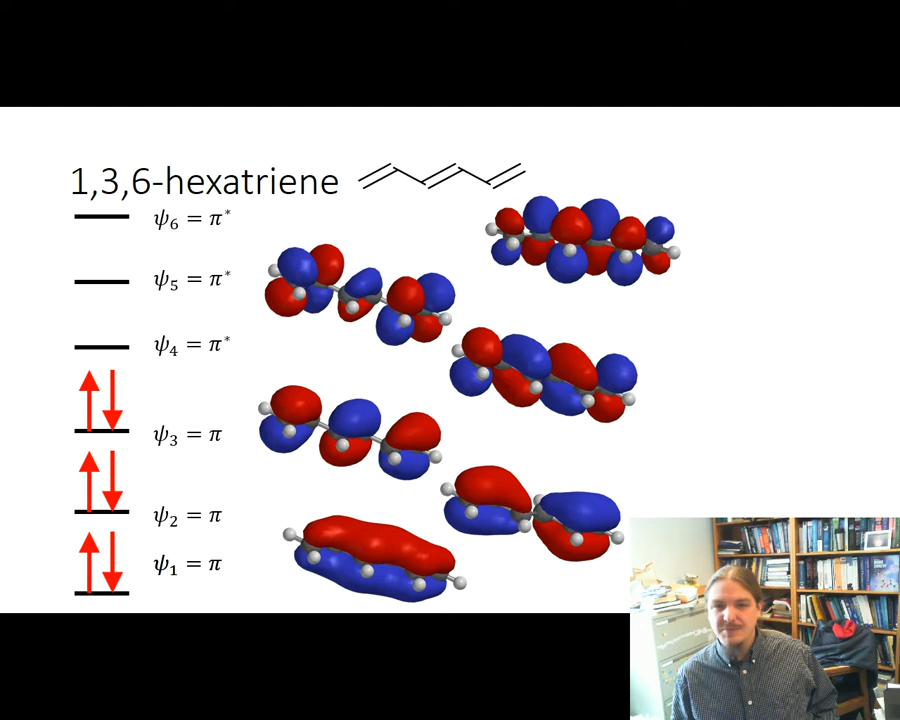 1,3,6-hexatriene
ψ₆ = π*
ψ₅ = π*
ψ₄ = π*
ψ₃ = π
ψ₂ = π
ψ₁ = π